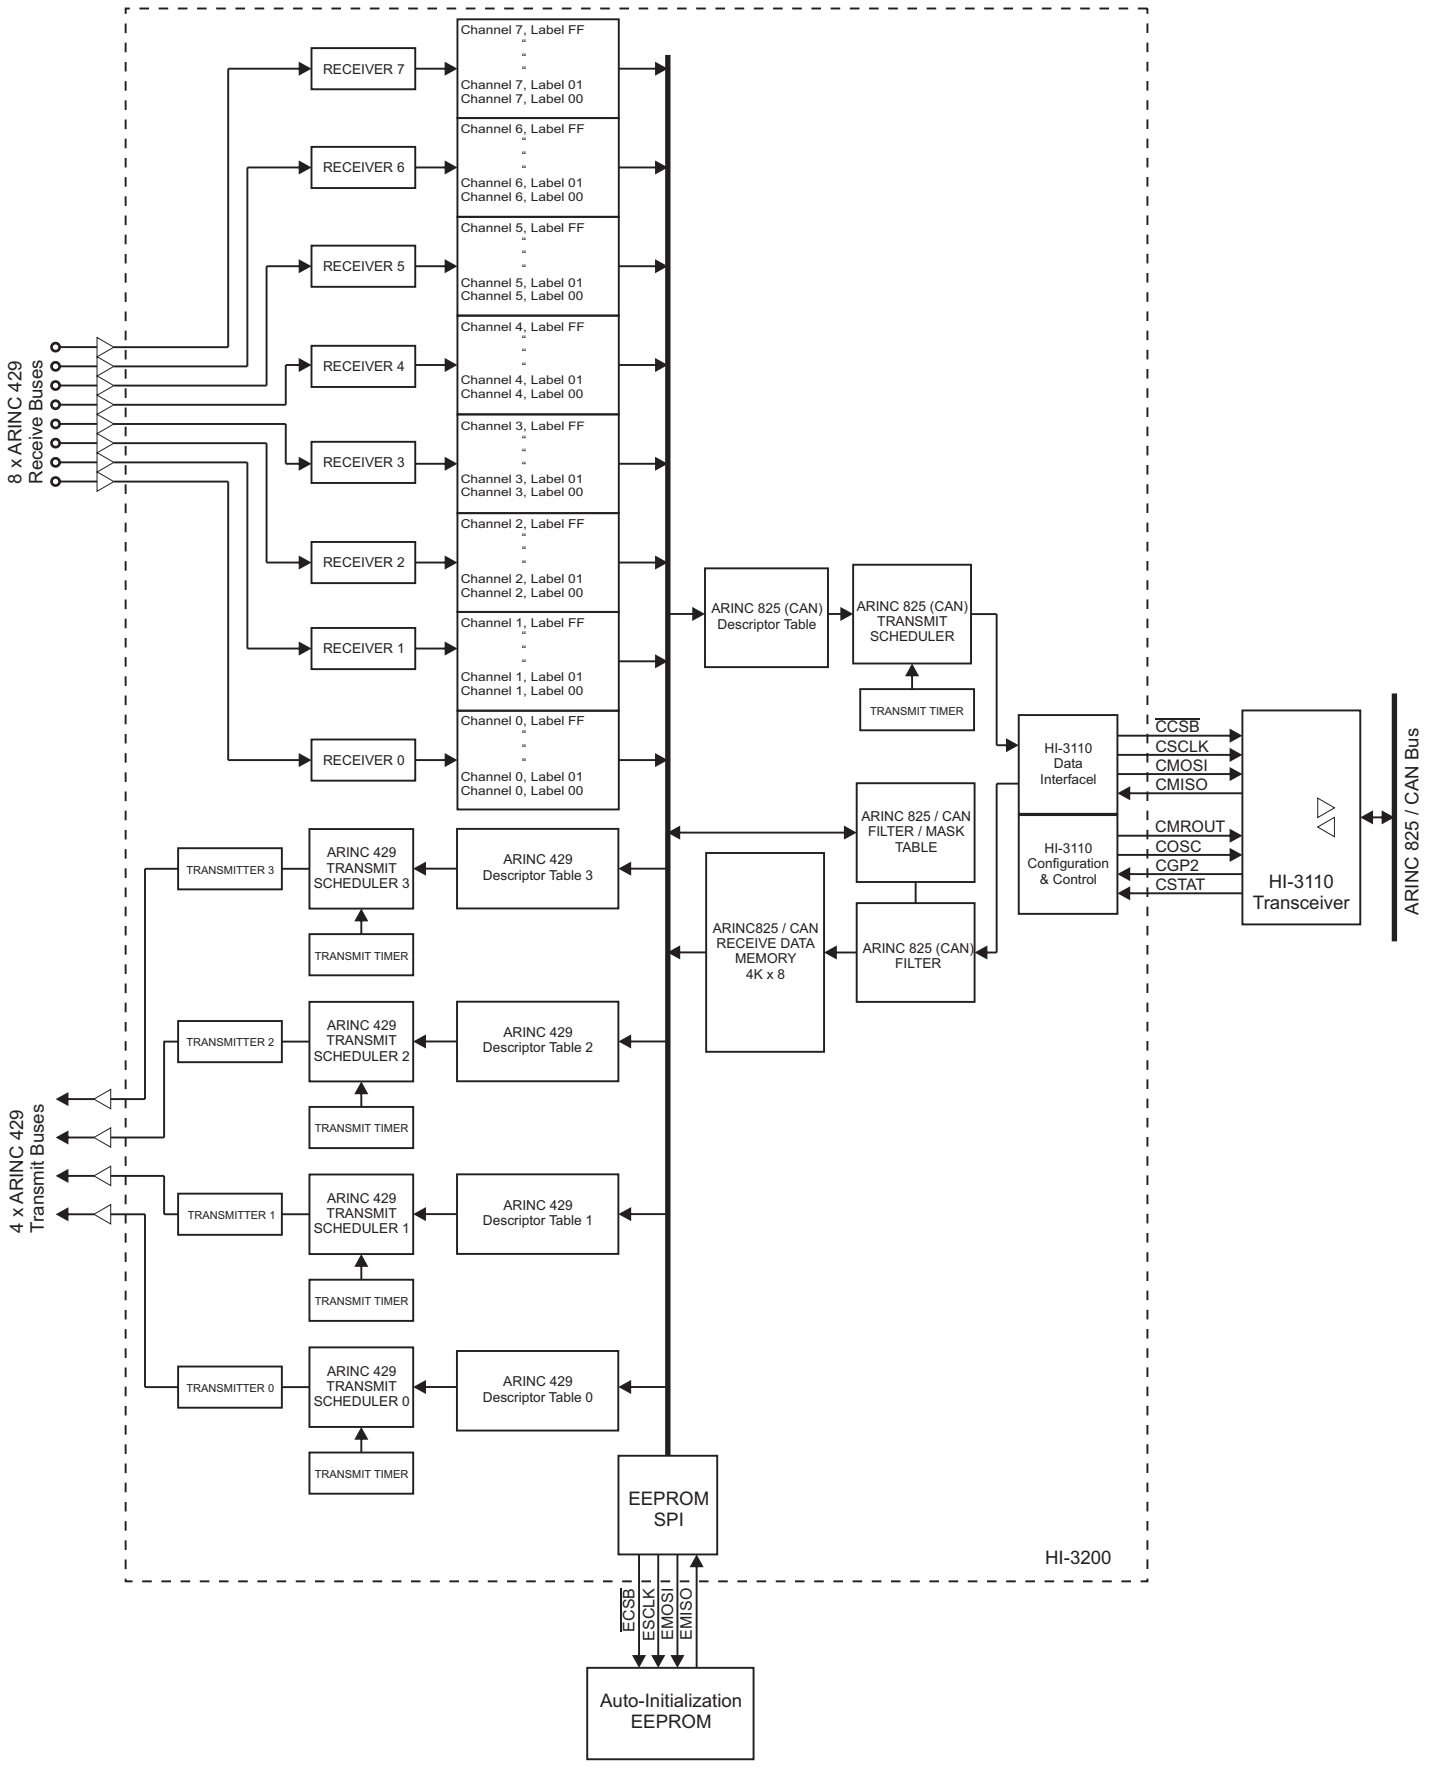 Channel 7, Label FF
“
“
“
Channel 7, Label 01
Channel 7, Label 00
RECEIVER 7
Channel 6, Label FF
“
“
“
Channel 6, Label 01
Channel 6, Label 00
RECEIVER 6
Channel 5, Label FF
“
“
“
Channel 5, Label 01
Channel 5, Label 00
RECEIVER 5
Channel 4, Label FF
“
“
“
Channel 4, Label 01
Channel 4, Label 00
RECEIVER 4
8 x ARINC 429
Receive Buses
Channel 3, Label FF
“
“
“
Channel 3, Label 01
Channel 3, Label 00
RECEIVER 3
Channel 2, Label FF
“
“
“
Channel 2, Label 01
Channel 2, Label 00
RECEIVER 2
Channel 1, Label FF
“
“
“
Channel 1, Label 01
Channel 1, Label 00
RECEIVER 1
Channel 0, Label FF
“
“
“
Channel 0, Label 01
Channel 0, Label 00
RECEIVER 0
ARINC 825 (CAN)
Descriptor Table
ARINC 825 (CAN)
TRANSMIT
SCHEDULER
TRANSMIT TIMER
HI-3110
Data
Interfacel
HI-3110
Configuration
& Control
CCSB
CSCLK
CMOSI
CMISO
CMROUT
COSC
CGP2
CSTAT
HI-3110
Transceiver
ARINC 825 / CAN Bus
ARINC 825 / CAN
FILTER / MASK
TABLE
ARINC825 / CAN
RECEIVE DATA
MEMORY
4K x 8
ARINC 825 (CAN)
FILTER
TRANSMITTER 3
ARINC 429
TRANSMIT
SCHEDULER 3
ARINC 429
Descriptor Table 3
TRANSMIT TIMER
TRANSMITTER 2
ARINC 429
TRANSMIT
SCHEDULER 2
ARINC 429
Descriptor Table 2
TRANSMIT TIMER
4 x ARINC 429
Transmit Buses
TRANSMITTER 1
ARINC 429
TRANSMIT
SCHEDULER 1
ARINC 429
Descriptor Table 1
TRANSMIT TIMER
TRANSMITTER 0
ARINC 429
TRANSMIT
SCHEDULER 0
ARINC 429
Descriptor Table 0
TRANSMIT TIMER
EEPROM
SPI
HI-3200
ECSB
ESCLK
EMOSI
EMISO
Auto-Initialization
EEPROM